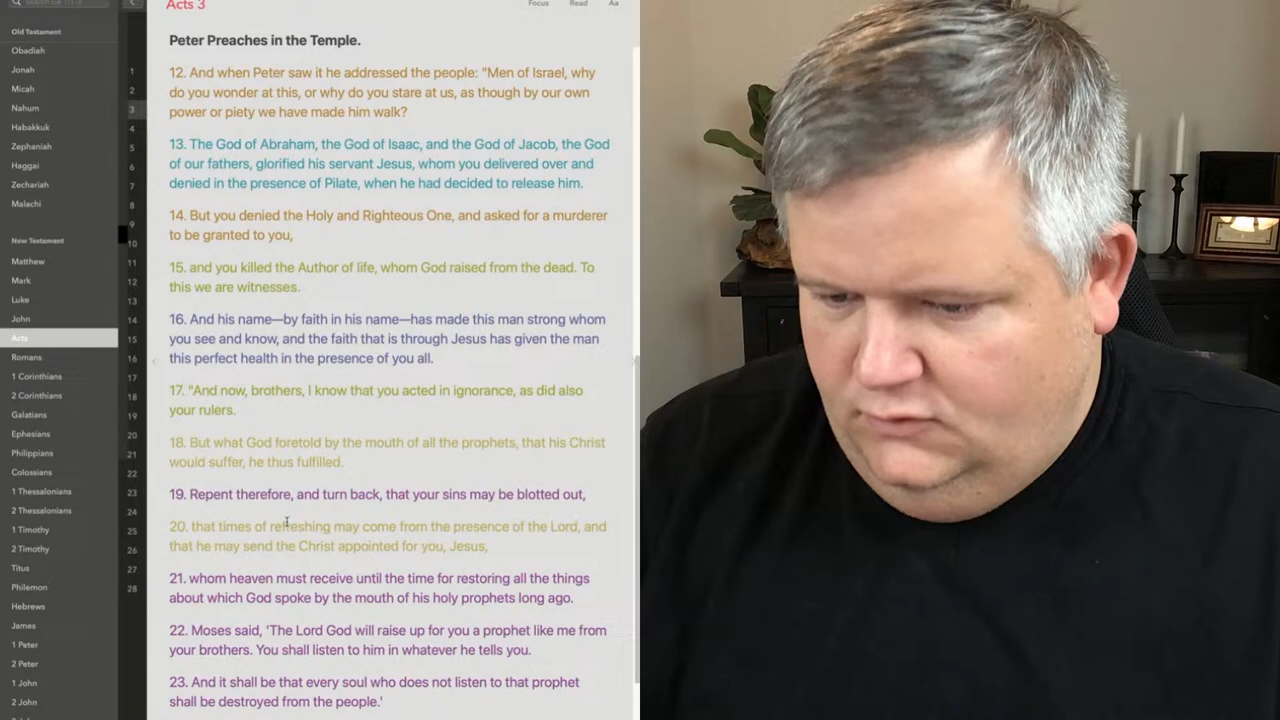 Search (ie: 1Ti 1-2)
Acts 3
Focus
Read
Aa
Old Testament
Obadiah
Jonah
Micah
Nahum
Habakkuk
Zephaniah
Haggai
Zechariah
Malachi
New Testament
Matthew
Mark
Luke
John
Acts
Romans
1 Corinthians
2 Corinthians
Galatians
Ephesians
Philippians
Colossians
1 Thessalonians
2 Thessalonians
1 Timothy
2 Timothy
Titus
Philemon
Hebrews
James
1 Peter
2 Peter
1 John
2 John
1
2
3
4
5
6
7
8
9
10
11
12
13
14
15
16
17
18
19
20
21
22
23
24
25
26
27
28
Peter Preaches in the Temple.
12. And when Peter saw it he addressed the people: "Men of Israel, why
do you wonder at this, or why do you stare at us, as though by our own
power or piety we have made him walk?
13. The God of Abraham, the God of Isaac, and the God of Jacob, the God
of our fathers, glorified his servant Jesus, whom you delivered over and
denied in the presence of Pilate, when he had decided to release him.
14. But you denied the Holy and Righteous One, and asked for a murderer
to be granted to you,
15. and you killed the Author of life, whom God raised from the dead. To
this we are witnesses.
16. And his name—by faith in his name—has made this man strong whom
you see and know, and the faith that is through Jesus has given the man
this perfect health in the presence of you all.
17. "And now, brothers, I know that you acted in ignorance, as did also
your rulers.
18. But what God foretold by the mouth of all the prophets, that his Christ
would suffer, he thus fulfilled.
19. Repent therefore, and turn back, that your sins may be blotted out,
20. that times of refreshing may come from the presence of the Lord, and
that he may send the Christ appointed for you, Jesus,
21. whom heaven must receive until the time for restoring all the things
about which God spoke by the mouth of his holy prophets long ago.
22. Moses said, 'The Lord God will raise up for you a prophet like me from
your brothers. You shall listen to him in whatever he tells you.
23. And it shall be that every soul who does not listen to that prophet
shall be destroyed from the people.'